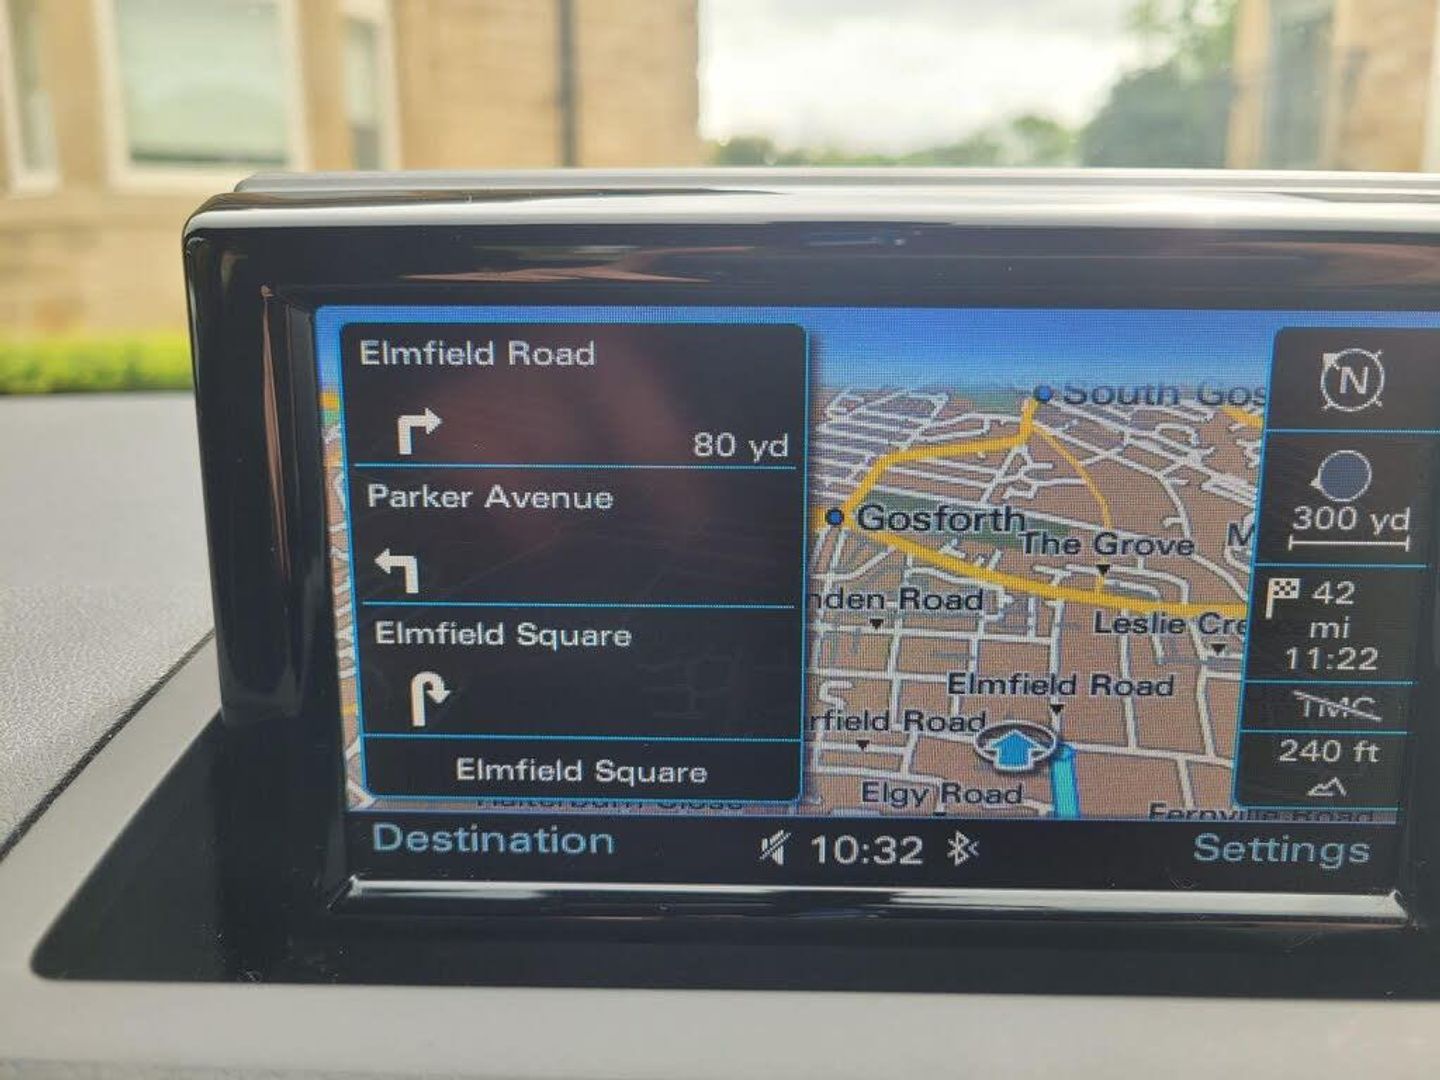 Elmfield Road
80 yd
Parker Avenue
Elmfield Square
Elmfield Square
South Gos
Gosforth
The Grove
M
nden Road
Leslie Cre
Elmfield Road
rfield Road
Elgy Road
Fernville Road
N
300 yd
42
mi
11:22
TMC
240 ft
Destination
10:32
Settings